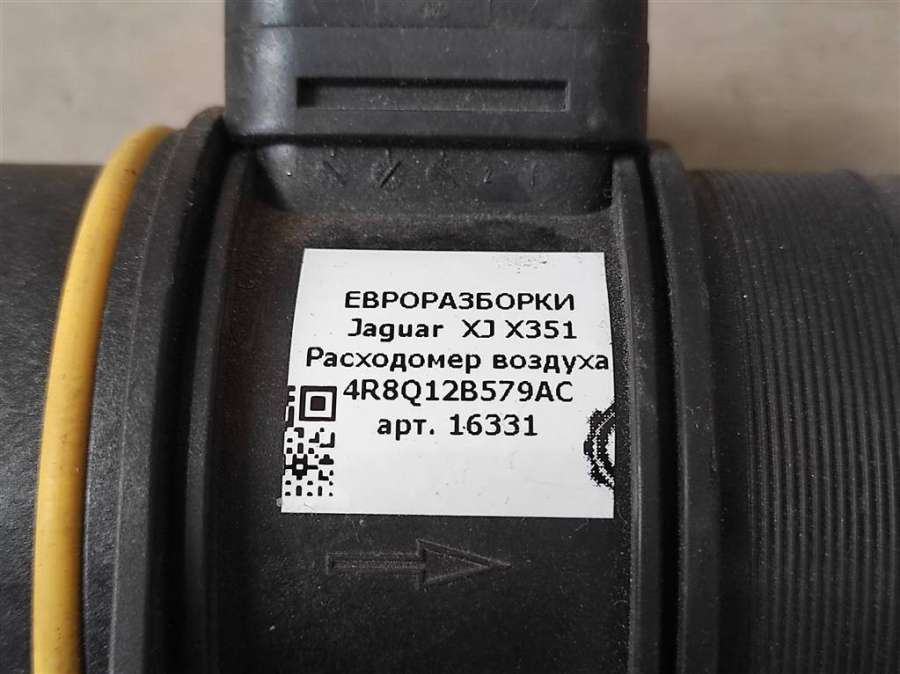 ЕВРОРАЗБОРКИ
Jaguar XJ X351
Расходомер воздуха
4R8Q12B579AC
арт. 16331